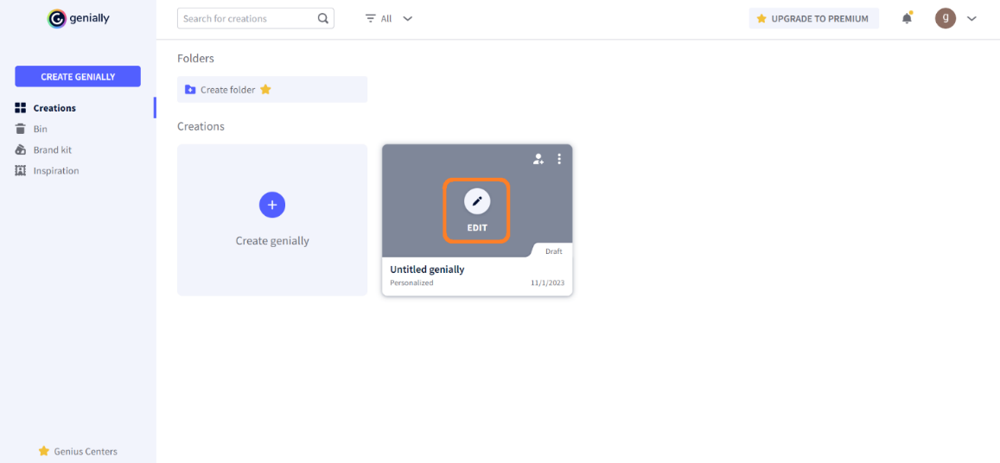 genially
Search for creations
All
UPGRADE TO PREMIUM
g
CREATE GENIALLY
Creations
Bin
Brand kit
Inspiration
Genius Centers
Folders
Create folder
Creations
Create genially
EDIT
Draft
Untitled genially
Personalized 11/1/2023